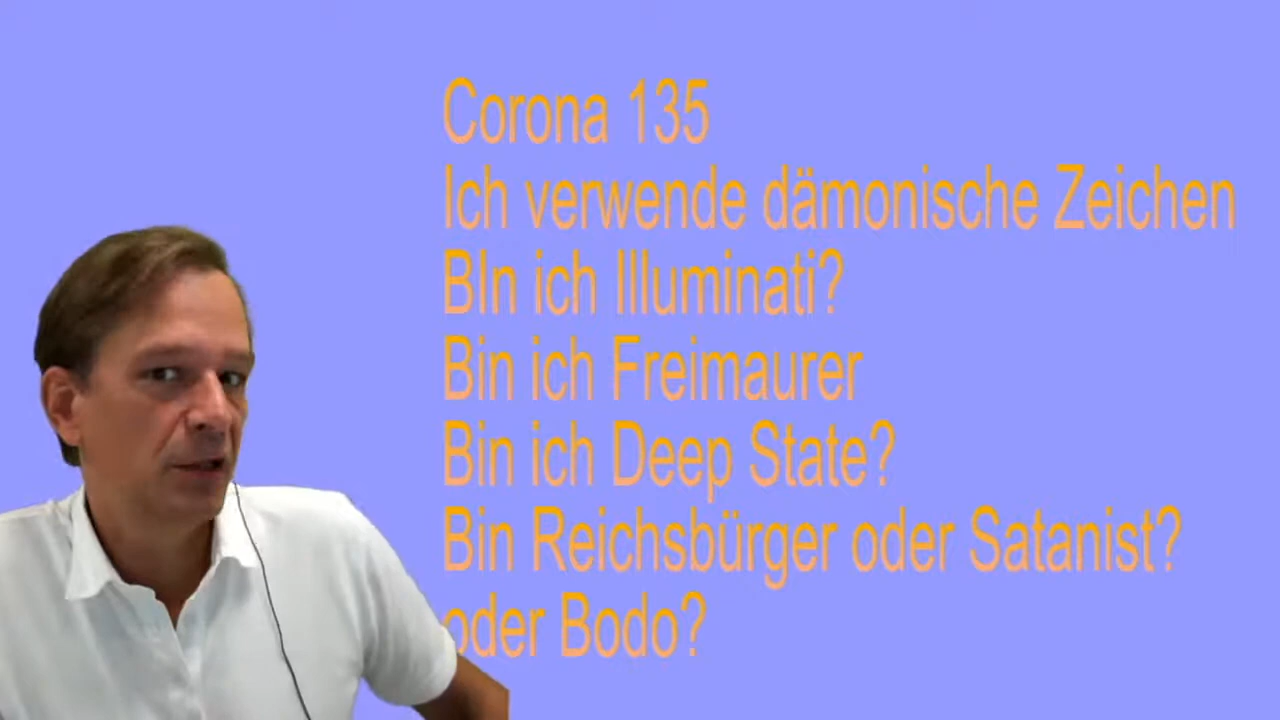 Corona 135
Ich verwende dämonische Zeichen
BIn ich Illuminati?
Bin ich Freimaurer
Bin ich Deep State?
Bin Reichsbürger oder Satanist?
oder Bodo?